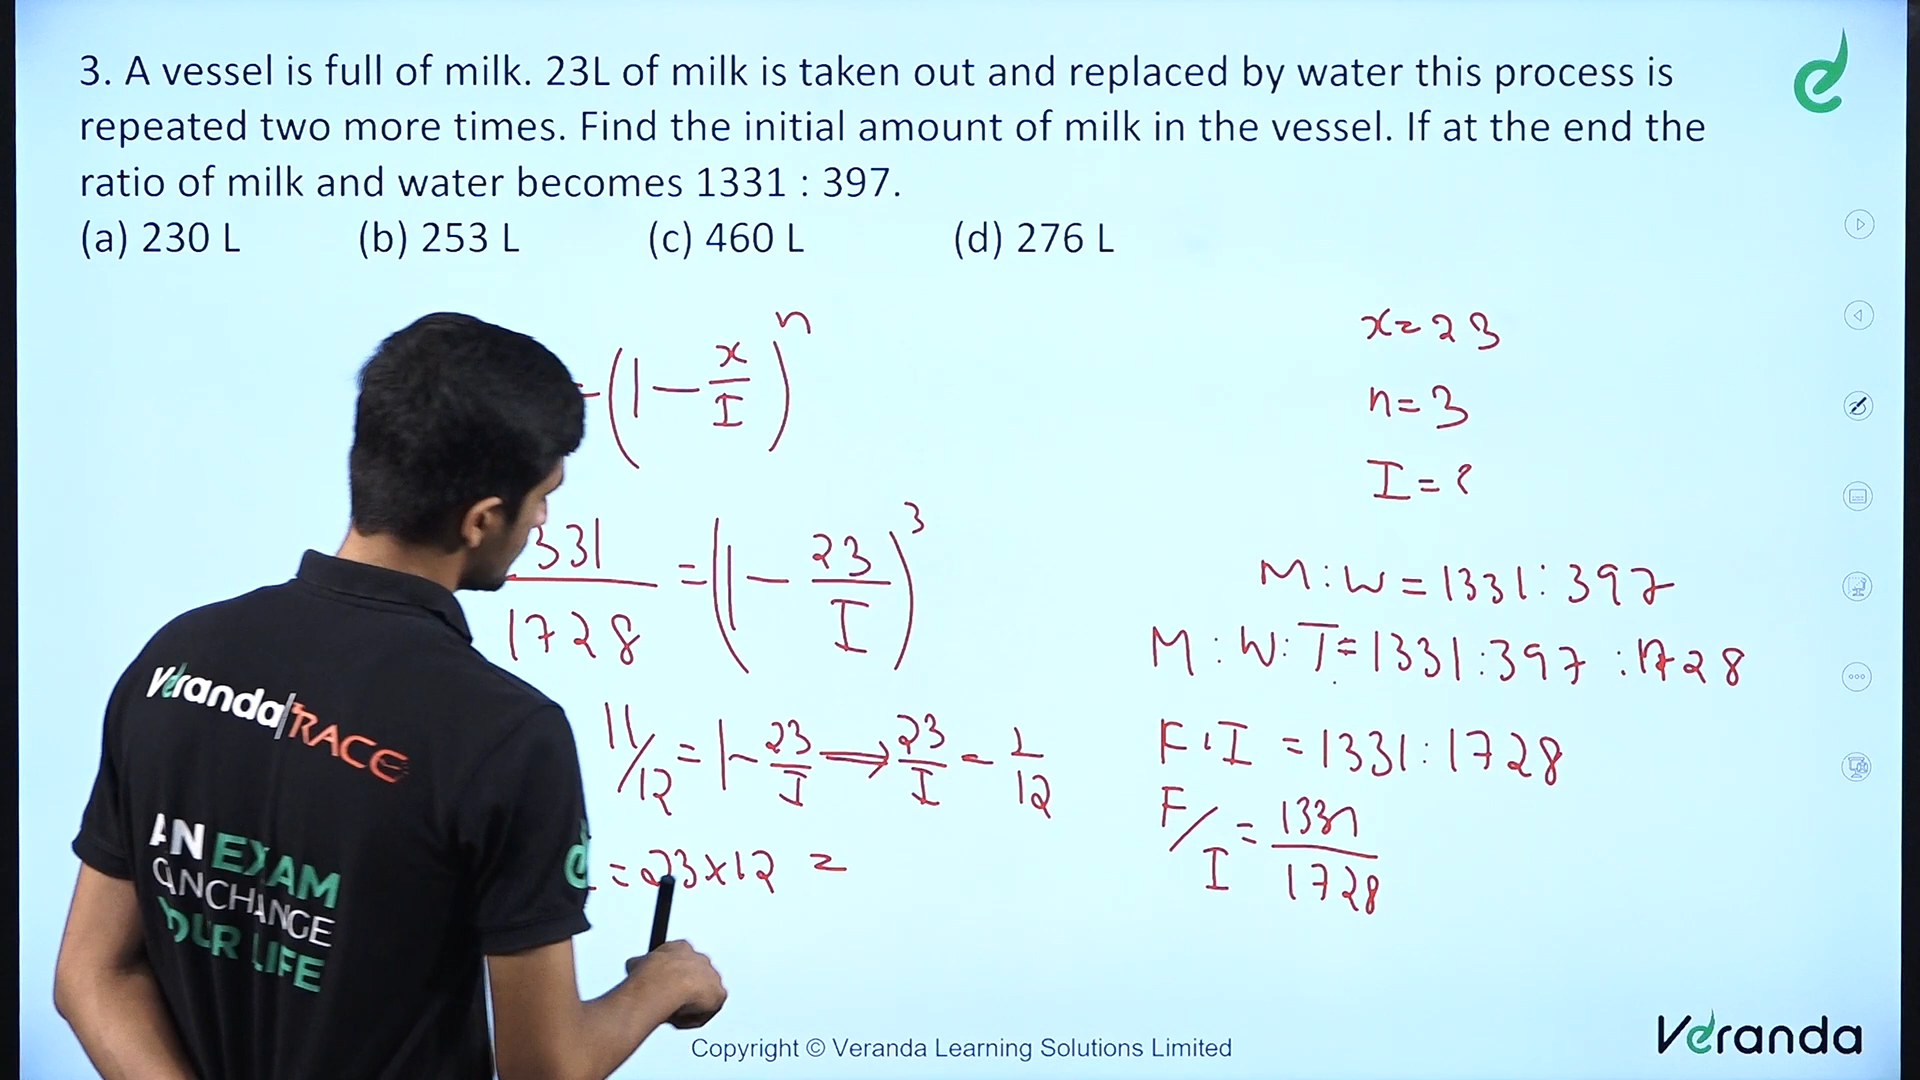 3. A vessel is full of milk. 23L of milk is taken out and replaced by water this process is
repeated two more times. Find the initial amount of milk in the vessel. If at the end the
ratio of milk and water becomes 1331 : 397.
(a) 230 L (b) 253 L (c) 460 L (d) 276 L
(1 - x/I)^n
331/1728 = (1 - 23/I)^3
11/12 = 1 - 23/I ⟹ 23/I = 1/12
= 23 × 12 =
x = 23
n = 3
I = ?
M : W = 1331 : 397
M : W : T = 1331 : 397 : 1728
F : I = 1331 : 1728
F/I = 1331/1728
Veranda|RACE
AN EXAM
CAN CHANGE
YOUR LIFE
Copyright © Veranda Learning Solutions Limited
Veranda